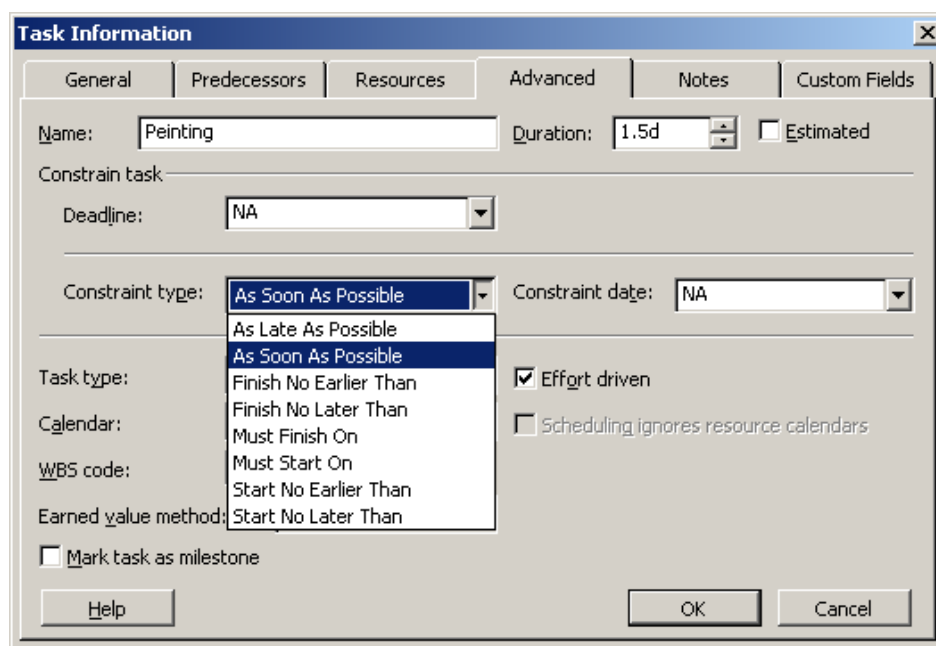 Task Information
General Predecessors Resources Advanced Notes Custom Fields
Name: Peinting Duration: 1.5d Estimated
Constrain task
Deadline: NA
Constraint type: As Soon As Possible Constraint date: NA
As Late As Possible
As Soon As Possible
Task type: Finish No Earlier Than Effort driven
Finish No Later Than
Calendar: Must Finish On Scheduling ignores resource calendars
Must Start On
WBS code: Start No Earlier Than
Earned value method: Start No Later Than
Mark task as milestone
Help OK Cancel